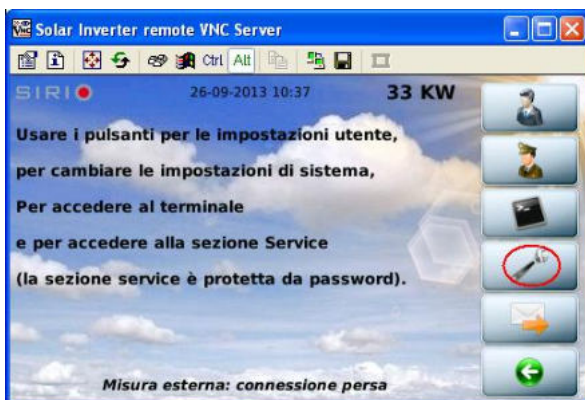 Solar Inverter remote VNC Server
Ctrl Alt
SIRIO 26-09-2013 10:37 33 KW
Usare i pulsanti per le impostazioni utente,
per cambiare le impostazioni di sistema,
Per accedere al terminale
e per accedere alla sezione Service
(la sezione service è protetta da password).
Misura esterna: connessione persa